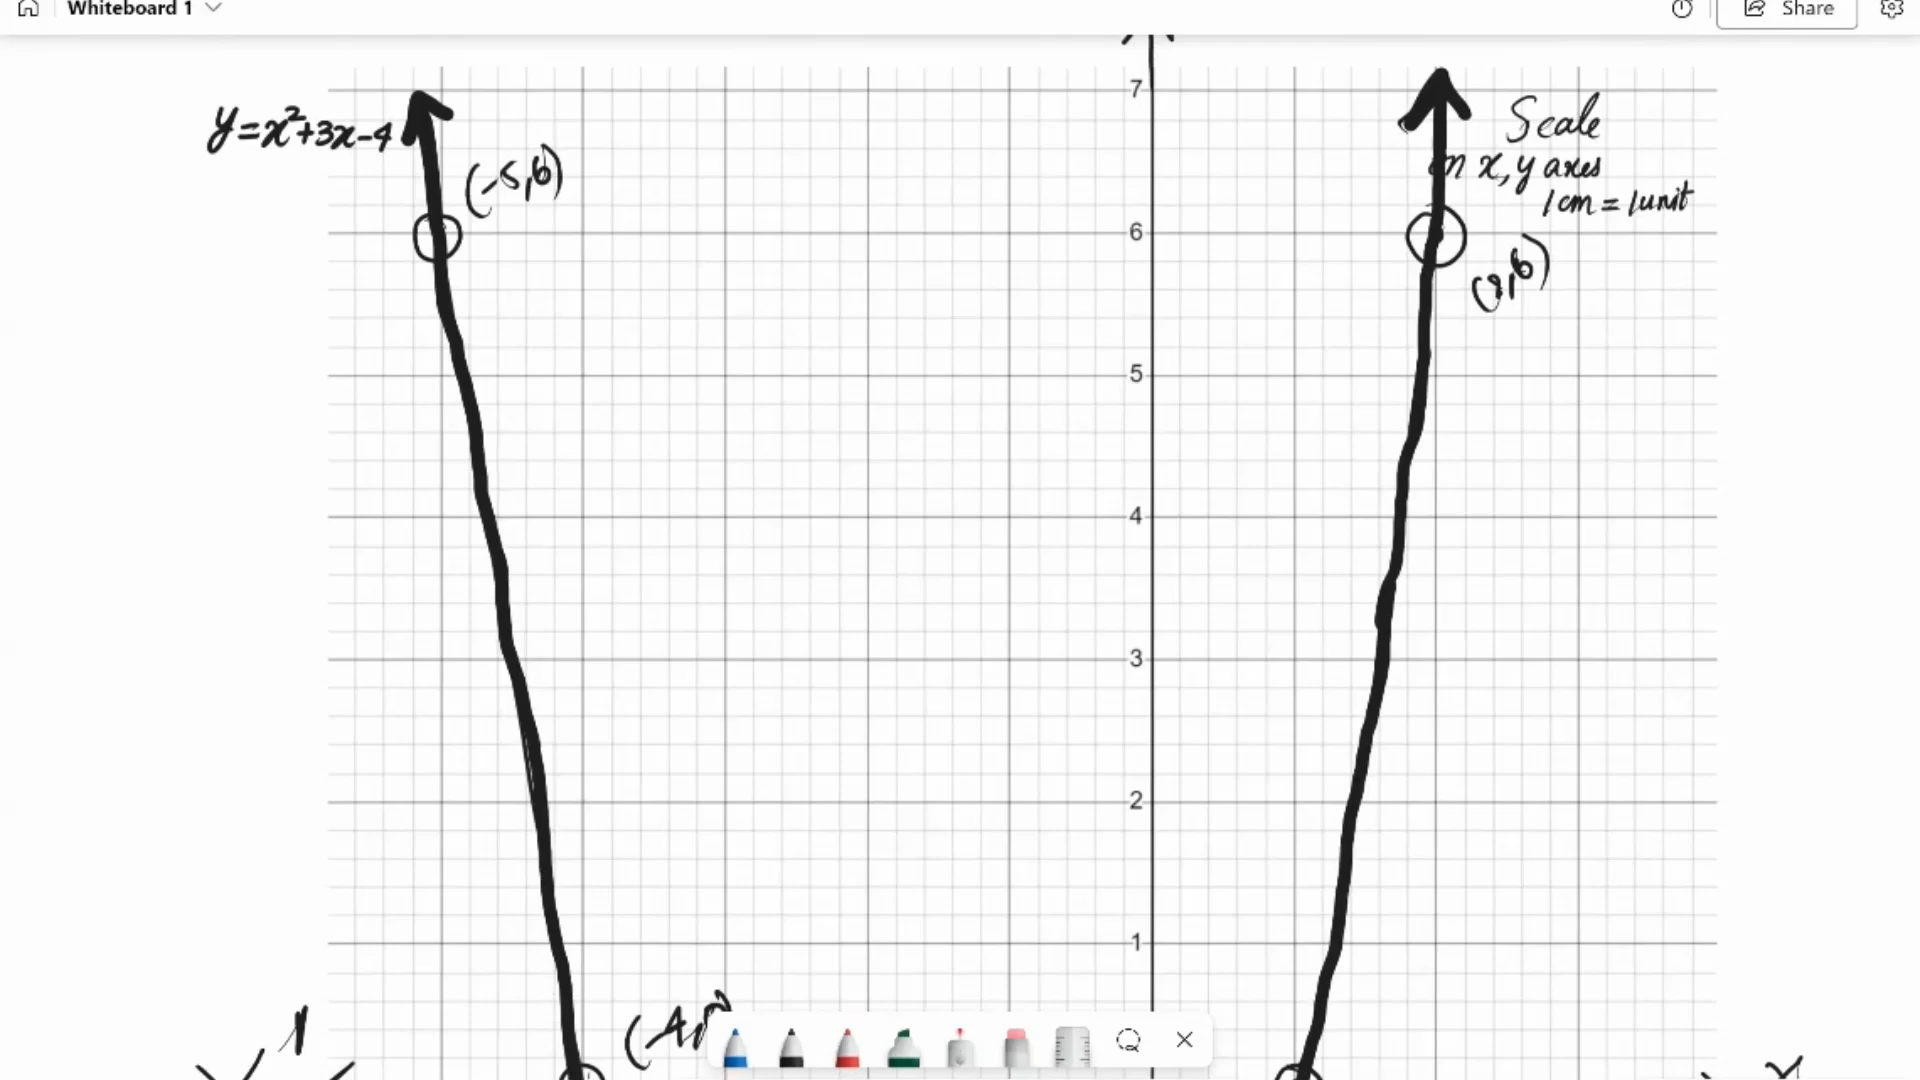 Whiteboard 1
Share
y=x²+3x-4
(-5,6)
Scale
on x, y axes
1cm = 1unit
(2,6)
7
6
5
4
3
2
1
x